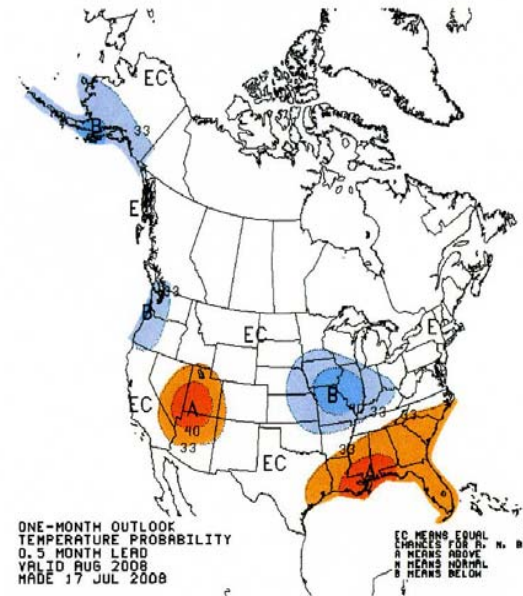 EC
B
33
E
33
B
EC
EC
A
EC
40
33
B
40
33
33
33
A
EC
ONE-MONTH OUTLOOK
TEMPERATURE PROBABILITY
0.5 MONTH LEAD
VALID AUG 2008
MADE 17 JUL 2008
EC MEANS EQUAL
CHANCES FOR A, N, B
A MEANS ABOVE
N MEANS NORMAL
B MEANS BELOW